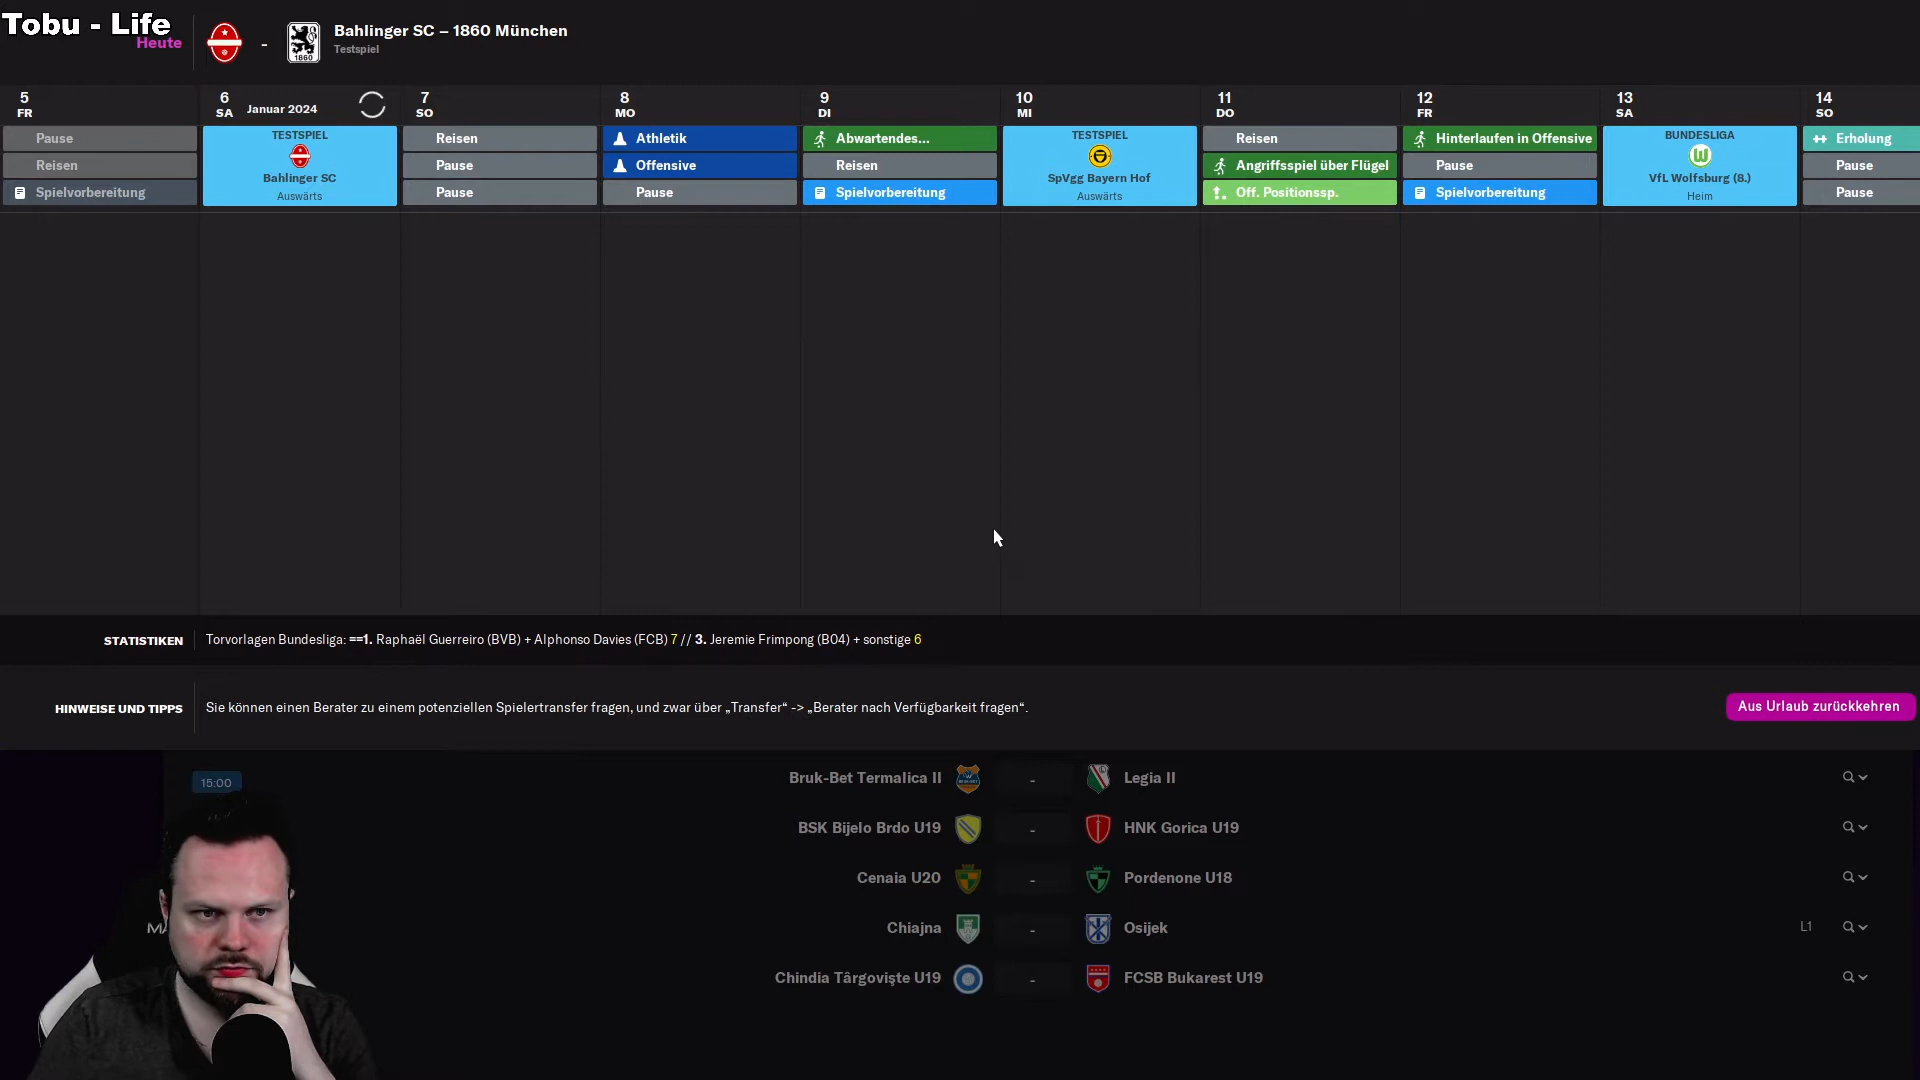 Tobu - Life
Heute
-
1860
Bahlinger SC – 1860 München
Testspiel
5
FR
Pause
Reisen
Spielvorbereitung
6
SA
Januar 2024
TESTSPIEL
Bahlinger SC
Auswärts
7
SO
Reisen
Pause
Pause
8
MO
Athletik
Offensive
Pause
9
DI
Abwartendes...
Reisen
Spielvorbereitung
10
MI
TESTSPIEL
SpVgg Bayern Hof
Auswärts
11
DO
Reisen
Angriffsspiel über Flügel
Off. Positionssp.
12
FR
Hinterlaufen in Offensive
Pause
Spielvorbereitung
13
SA
BUNDESLIGA
VfL Wolfsburg (8.)
Heim
14
SO
Erholung
Pause
Pause
STATISTIKEN
Torvorlagen Bundesliga: ==1. Raphaël Guerreiro (BVB) + Alphonso Davies (FCB) 7 // 3. Jeremie Frimpong (B04) + sonstige 6
HINWEISE UND TIPPS
Sie können einen Berater zu einem potenziellen Spielertransfer fragen, und zwar über „Transfer“ -> „Berater nach Verfügbarkeit fragen“.
Aus Urlaub zurückkehren
15:00
Bruk-Bet Termalica II - Legia II
BSK Bijelo Brdo U19 - HNK Gorica U19
Cenaia U20 - Pordenone U18
Chiajna - Osijek L1
Chindia Târgovişte U19 - FCSB Bukarest U19